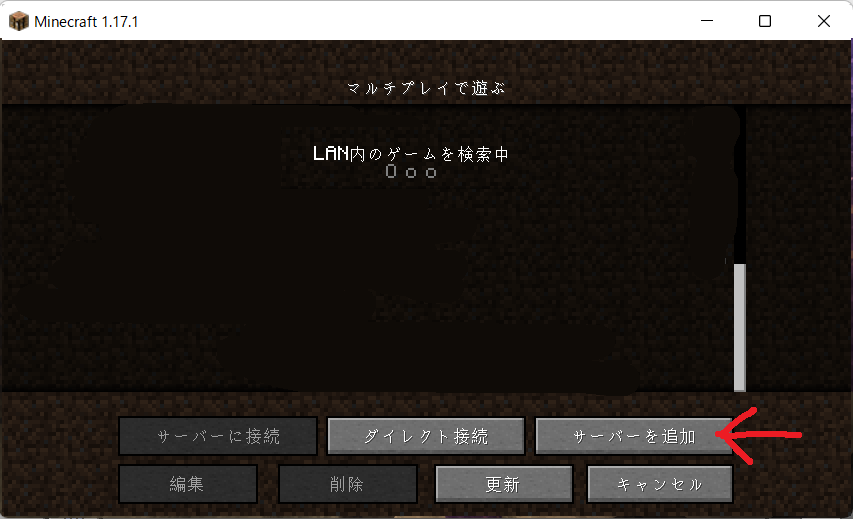 Minecraft 1.17.1
マルチプレイで遊ぶ
LAN内のゲームを検索中
O o o
サーバーに接続 ダイレクト接続 サーバーを追加
編集 削除 更新 キャンセル